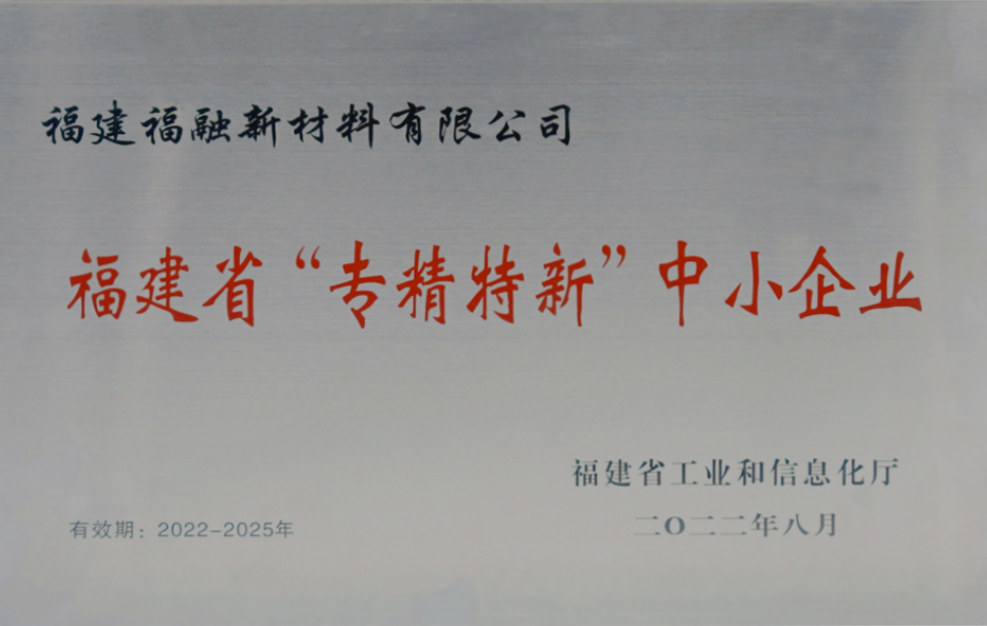 福建福融新材料有限公司
福建省“专精特新”中小企业
福建省工业和信息化厅
有效期：2022-2025年
二〇二二年八月